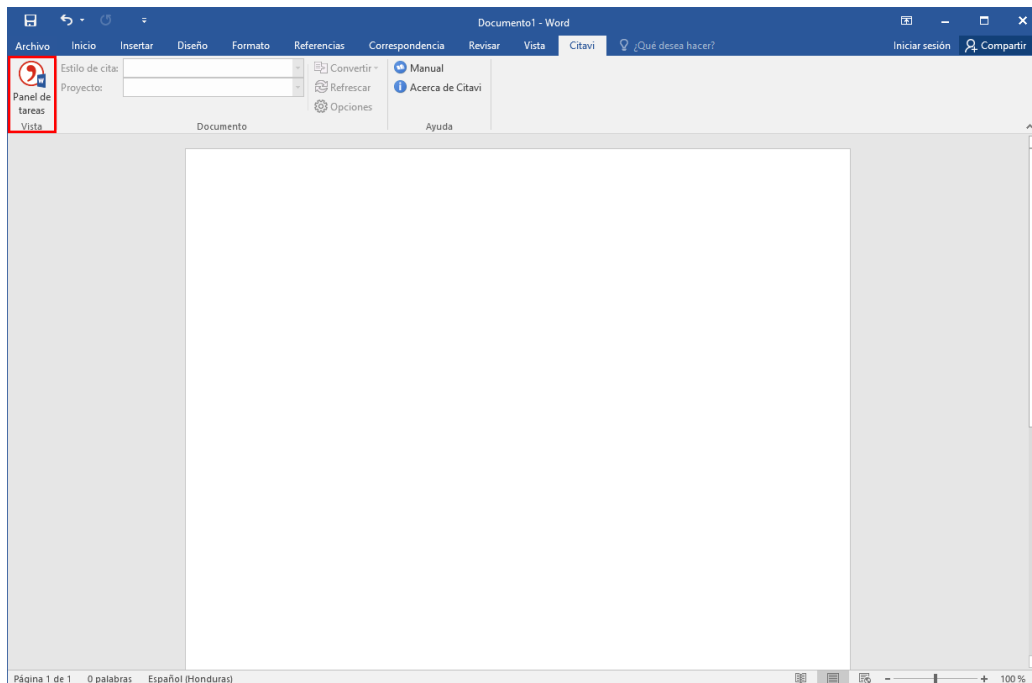 Documento1 - Word
Archivo Inicio Insertar Diseño Formato Referencias Correspondencia Revisar Vista Citavi ¿Qué desea hacer? Iniciar sesión Compartir
Panel de
tareas
Vista
Estilo de cita:
Proyecto:
Documento
Convertir
Refrescar
Opciones
Manual
Acerca de Citavi
Ayuda
Página 1 de 1 0 palabras Español (Honduras) 100 %